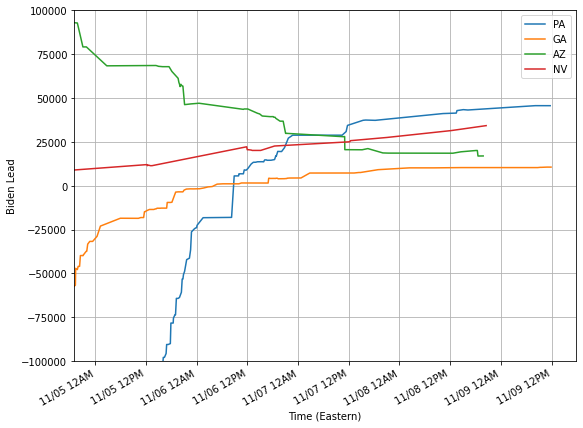 100000
75000
50000
25000
0
−25000
−50000
−75000
−100000
Biden Lead
PA
GA
AZ
NV
11/05 12AM
11/05 12PM
11/06 12AM
11/06 12PM
11/07 12AM
11/07 12PM
11/08 12AM
11/08 12PM
11/09 12AM
11/09 12PM
Time (Eastern)